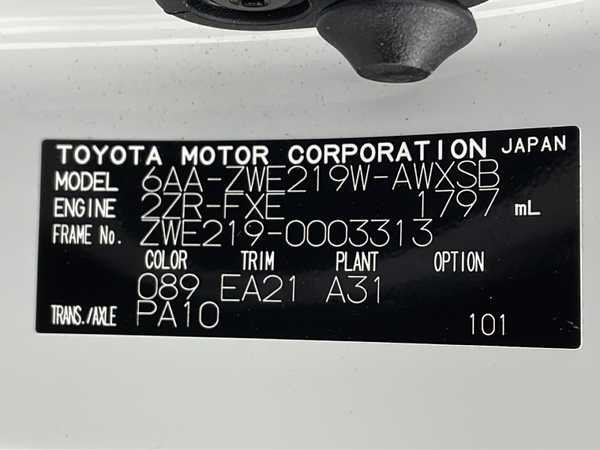 TOYOTA MOTOR CORPORATION JAPAN
MODEL 6AA-ZWE219W-AWXSB
ENGINE 2ZR-FXE 1797 mL
FRAME No. ZWE219-0003313
COLOR TRIM PLANT OPTION
089 EA21 A31
TRANS./AXLE PA10 101